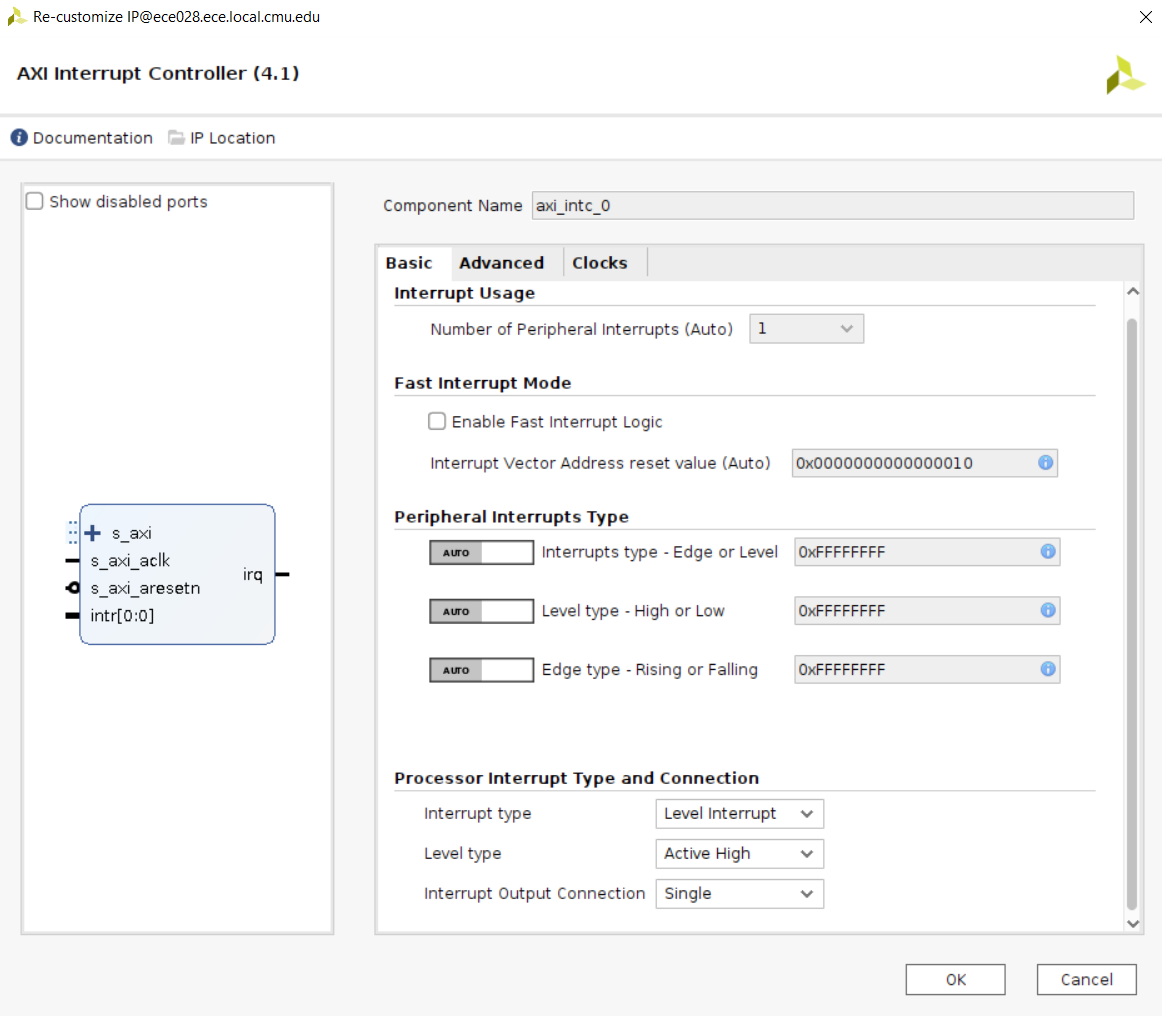 Re-customize IP@ece028.ece.local.cmu.edu
AXI Interrupt Controller (4.1)
Documentation IP Location
Show disabled ports
s_axi
s_axi_aclk
s_axi_aresetn
intr[0:0]
irq
Component Name axi_intc_0
Basic Advanced Clocks
Interrupt Usage
Number of Peripheral Interrupts (Auto) 1
Fast Interrupt Mode
Enable Fast Interrupt Logic
Interrupt Vector Address reset value (Auto) 0x0000000000000010
Peripheral Interrupts Type
AUTO Interrupts type - Edge or Level 0xFFFFFFFF
AUTO Level type - High or Low 0xFFFFFFFF
AUTO Edge type - Rising or Falling 0xFFFFFFFF
Processor Interrupt Type and Connection
Interrupt type Level Interrupt
Level type Active High
Interrupt Output Connection Single
OK Cancel